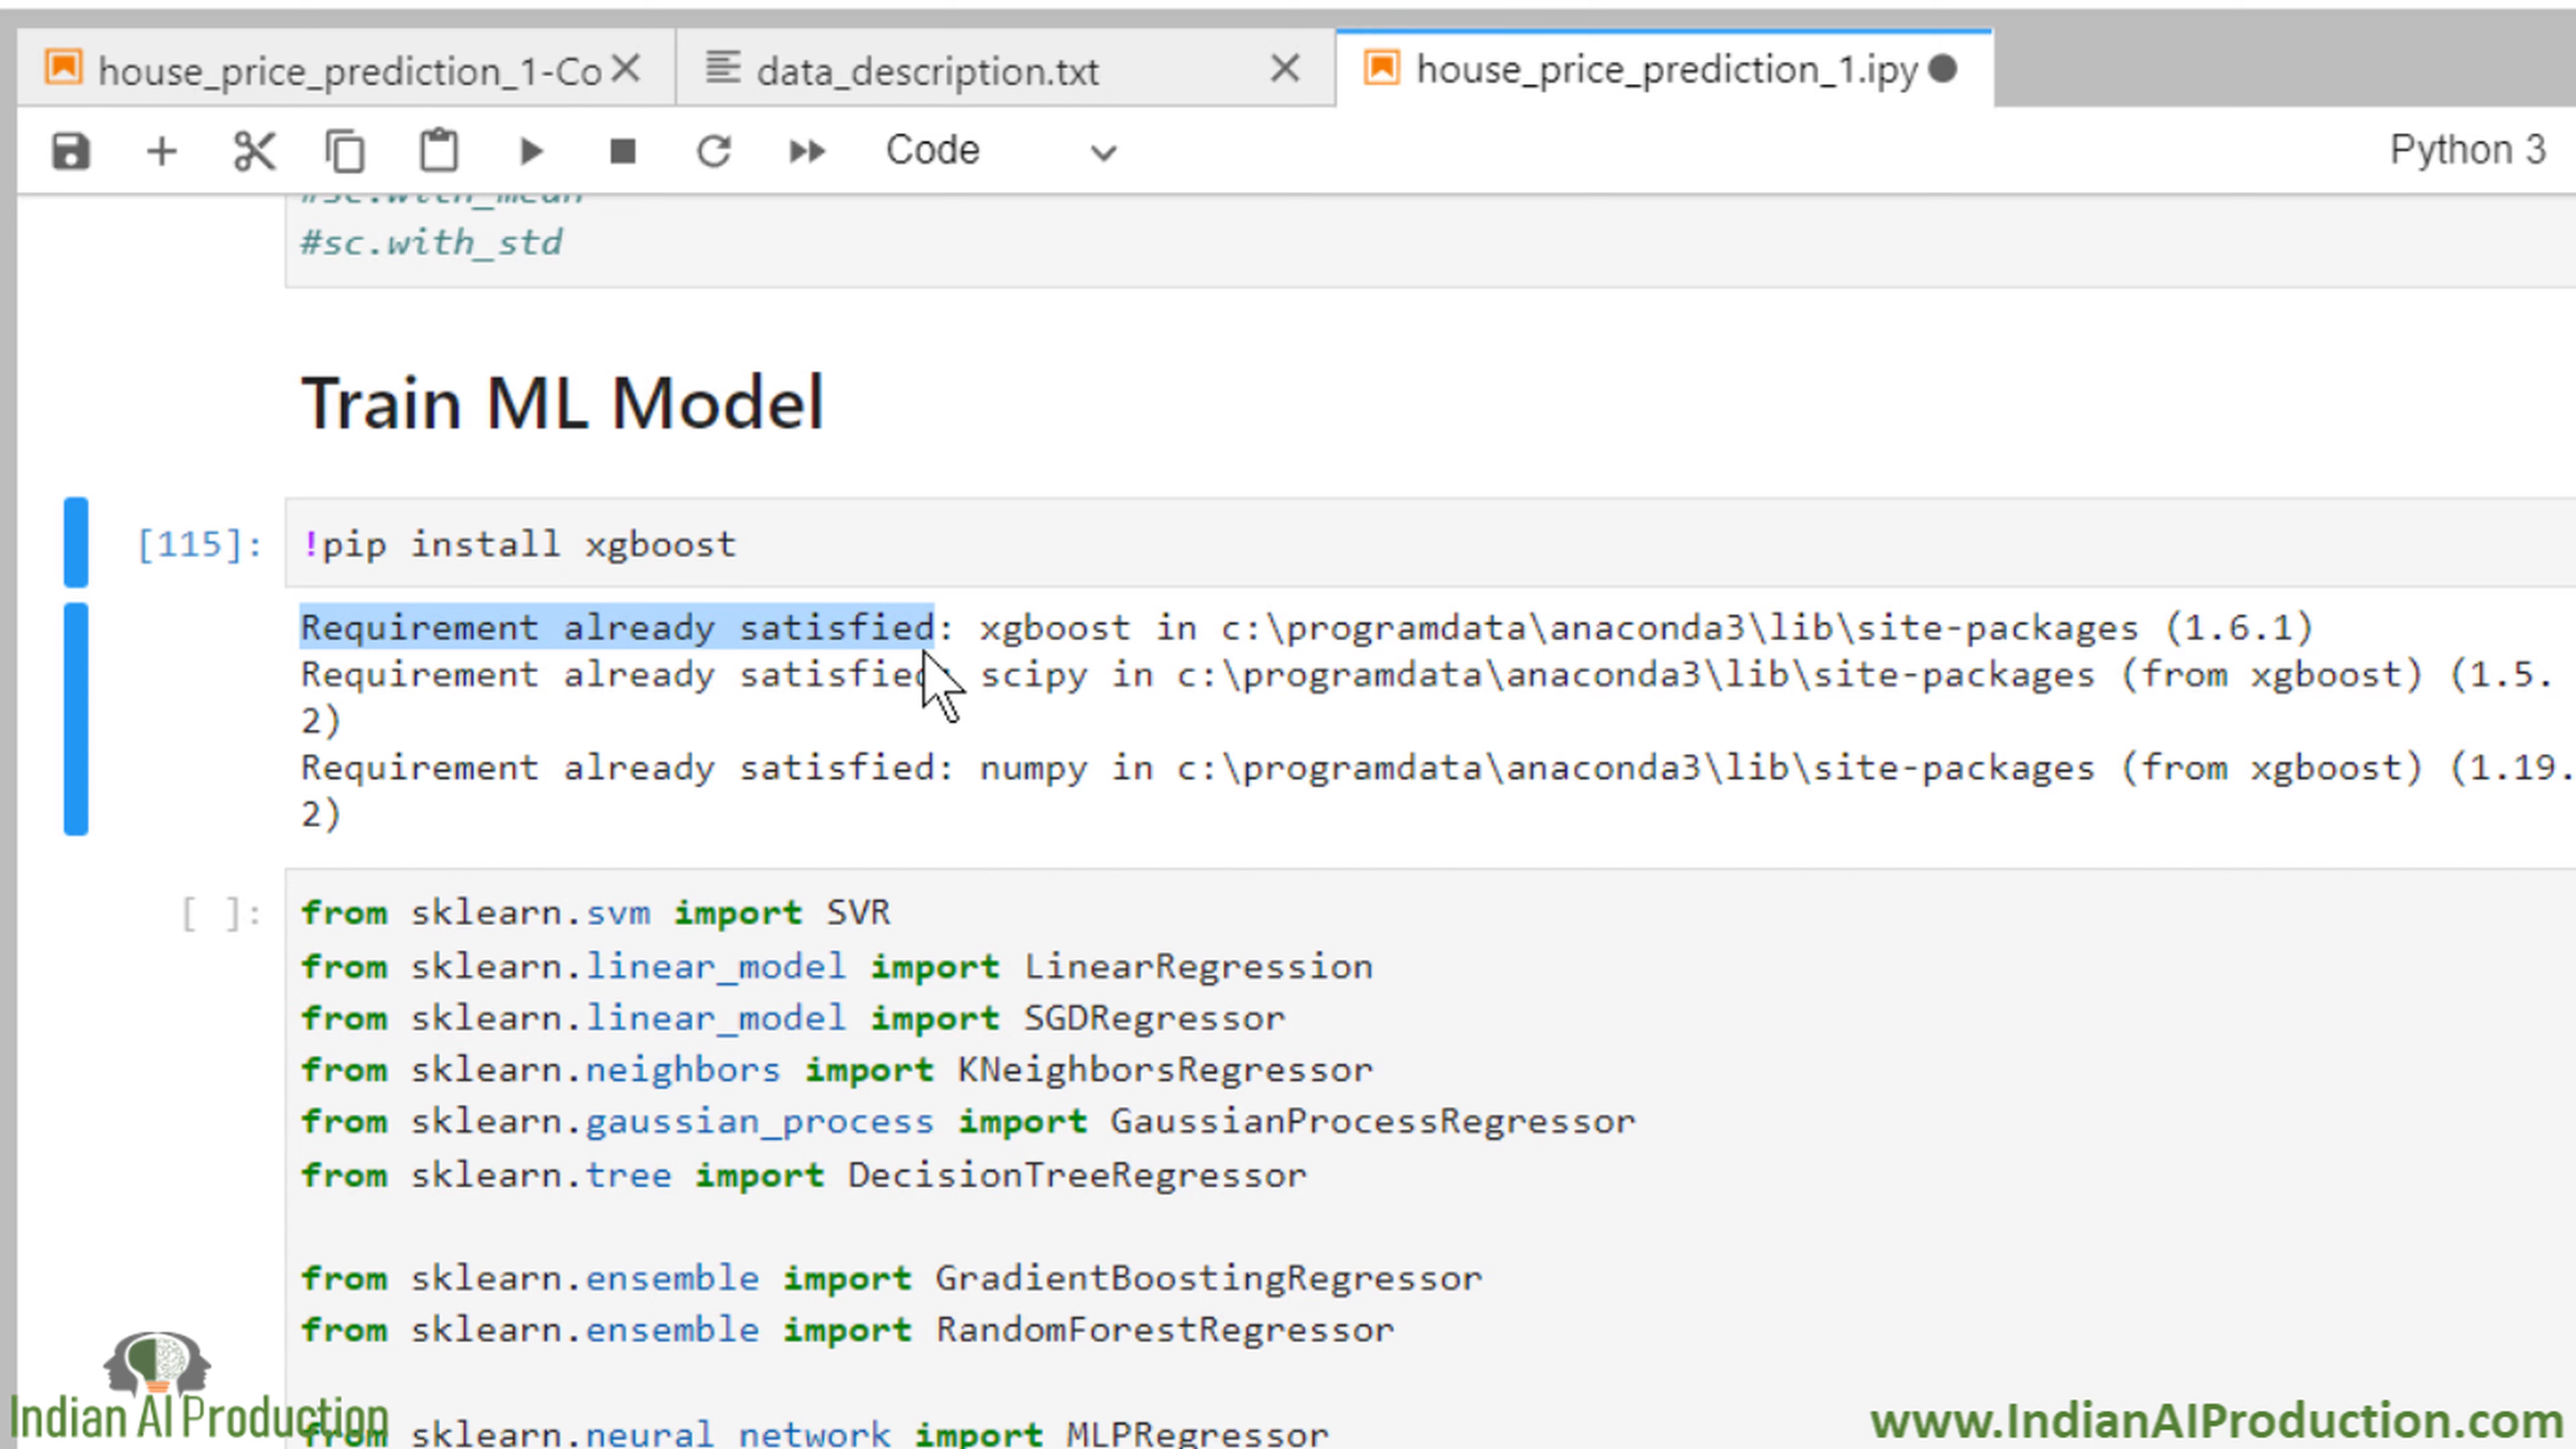 house_price_prediction_1-Co
data_description.txt
house_price_prediction_1.ipy
Code
Python 3
#sc.with_mean
#sc.with_std
Train ML Model
[115]:
!pip install xgboost
Requirement already satisfied: xgboost in c:\programdata\anaconda3\lib\site-packages (1.6.1)
Requirement already satisfied: scipy in c:\programdata\anaconda3\lib\site-packages (from xgboost) (1.5.
2)
Requirement already satisfied: numpy in c:\programdata\anaconda3\lib\site-packages (from xgboost) (1.19.
2)
[ ]:
from sklearn.svm import SVR
from sklearn.linear_model import LinearRegression
from sklearn.linear_model import SGDRegressor
from sklearn.neighbors import KNeighborsRegressor
from sklearn.gaussian_process import GaussianProcessRegressor
from sklearn.tree import DecisionTreeRegressor
from sklearn.ensemble import GradientBoostingRegressor
from sklearn.ensemble import RandomForestRegressor
from sklearn.neural_network import MLPRegressor
Indian AI Production
www.IndianAIProduction.com